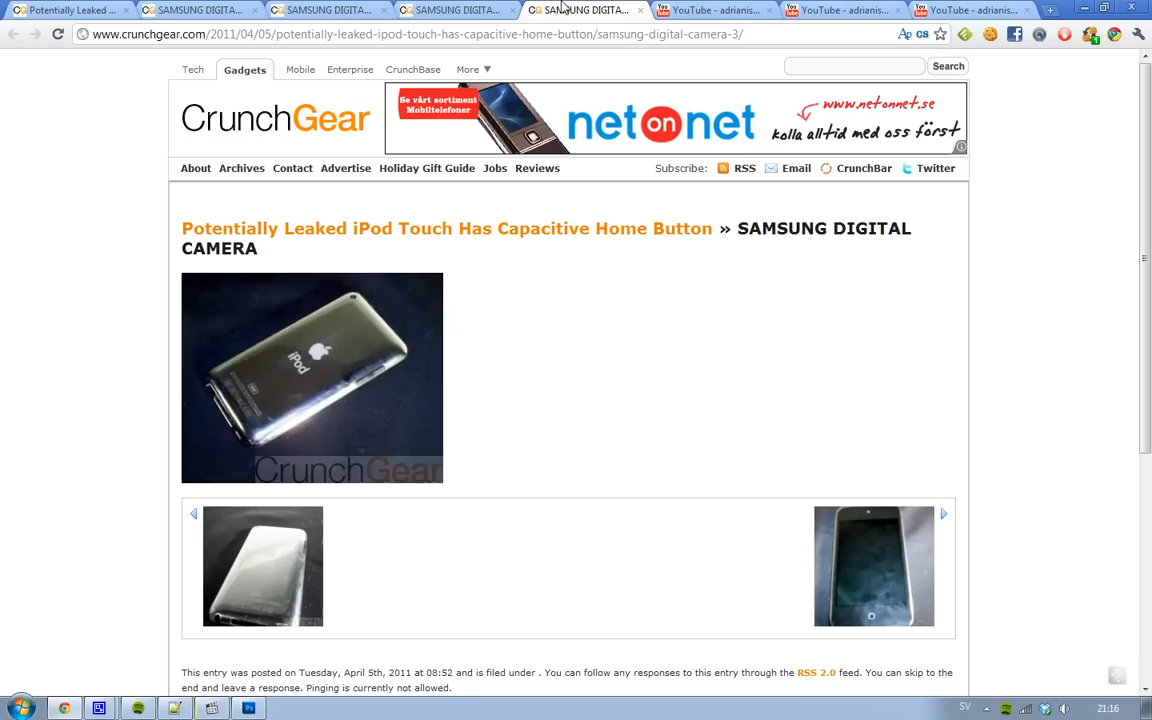 Potentially Leaked ...
SAMSUNG DIGITA...
SAMSUNG DIGITA...
SAMSUNG DIGITA...
SAMSUNG DIGITA...
YouTube - adrianis...
YouTube - adrianis...
YouTube - adrianis...
www.crunchgear.com/2011/04/05/potentially-leaked-ipod-touch-has-capacitive-home-button/samsung-digital-camera-3/
Tech Gadgets Mobile Enterprise CrunchBase More ▼
Search
CrunchGear
Se vårt sortiment
Mobiltelefoner
net on net
www.netonnet.se
kolla alltid med oss först
About Archives Contact Advertise Holiday Gift Guide Jobs Reviews
Subscribe: RSS Email CrunchBar Twitter
Potentially Leaked iPod Touch Has Capacitive Home Button » SAMSUNG DIGITAL
CAMERA
iPod
CrunchGear
This entry was posted on Tuesday, April 5th, 2011 at 08:52 and is filed under . You can follow any responses to this entry through the RSS 2.0 feed. You can skip to the
end and leave a response. Pinging is currently not allowed.
SV
21:16